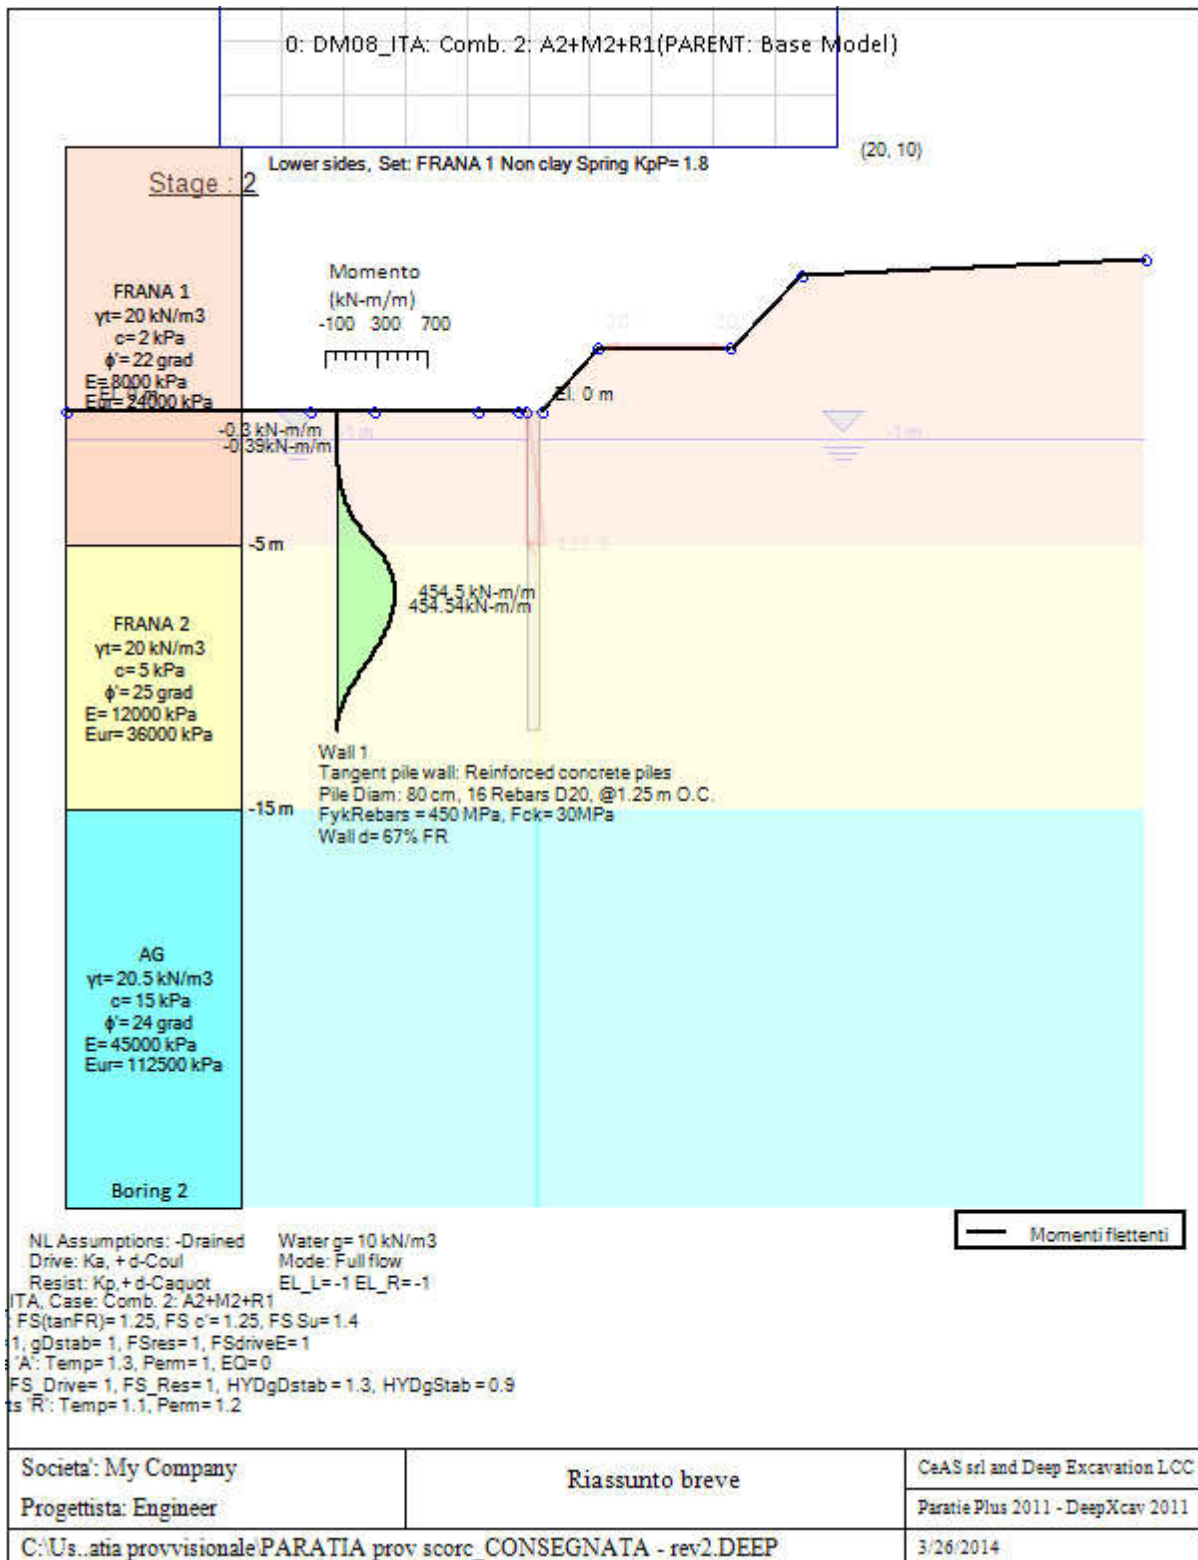 0: DM08_ITA: Comb. 2: A2+M2+R1(PARENT: Base Model)
(20, 10)
Lower sides, Set: FRANA 1 Non clay Spring KpP= 1.8
Stage : 2
Momento
(kN-m/m)
-100 300 700
FRANA 1
γt= 20 kN/m3
c= 2 kPa
ϕ'= 22 grad
E= 8000 kPa
Eur= 24000 kPa
El. 0 m
El. 0 m
20
20
-0.3 kN-m/m
-0.39kN-m/m
-1 m
-1 m
-5 m
454.5 kN-m/m
454.54kN-m/m
FRANA 2
γt= 20 kN/m3
c= 5 kPa
ϕ'= 25 grad
E= 12000 kPa
Eur= 36000 kPa
Wall 1
Tangent pile wall: Reinforced concrete piles
Pile Diam: 80 cm, 16 Rebars D20, @1.25 m O.C.
FykRebars = 450 MPa, Fck= 30MPa
Wall d= 67% FR
-15 m
AG
γt= 20.5 kN/m3
c= 15 kPa
ϕ'= 24 grad
E= 45000 kPa
Eur= 112500 kPa
Boring 2
Momenti flettenti
NL Assumptions: -Drained Water g= 10 kN/m3
Drive: Ka, + d-Coul Mode: Full flow
Resist: Kp,+ d-Caquot EL_L= -1 EL_R= -1
ITA, Case: Comb. 2: A2+M2+R1
: FS(tanFR)= 1.25, FS c'= 1.25, FS Su= 1.4
1, gDstab= 1, FSres= 1, FSdriveE= 1
'A': Temp= 1.3, Perm= 1, EQ= 0
FS_Drive= 1, FS_Res= 1, HYDgDstab = 1.3, HYDgStab = 0.9
ts 'R': Temp= 1.1, Perm= 1.2
Societa': My Company
Progettista: Engineer
Riassunto breve
CeAS srl and Deep Excavation LCC
Paratie Plus 2011 - DeepXcav 2011
C:\Us..atia provvisionale\PARATIA prov scorc_CONSEGNATA - rev2.DEEP
3/26/2014